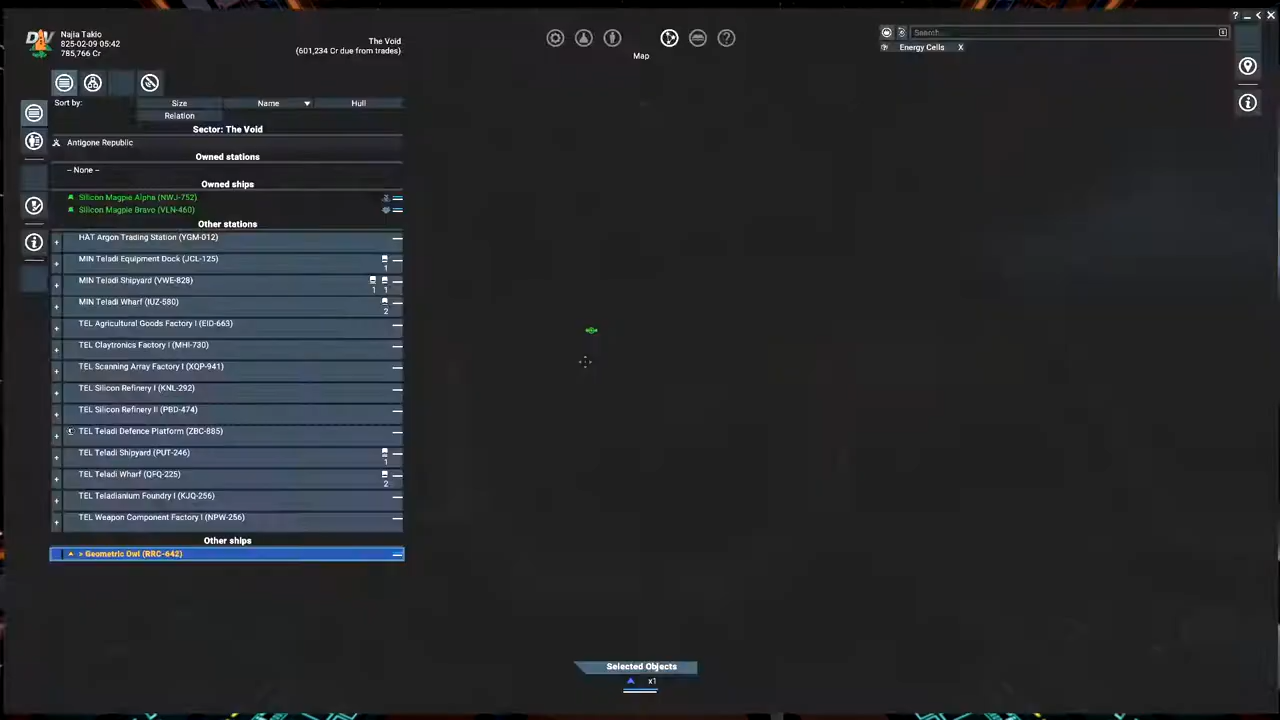 Najia Takio
825-02-09 05:42
785,766 Cr
The Void
(601,234 Cr due from trades)
Map
Search...
Energy Cells X
Sort by:
Size
Name
Hull
Relation
Sector: The Void
Antigone Republic
Owned stations
– None –
Owned ships
Silicon Magpie Alpha (NWJ-752)
Silicon Magpie Bravo (VLN-460)
Other stations
HAT Argon Trading Station (YGM-012)
MIN Teladi Equipment Dock (JCL-125)
1
MIN Teladi Shipyard (VWE-828)
1 1
MIN Teladi Wharf (IUZ-580)
2
TEL Agricultural Goods Factory I (EID-663)
TEL Claytronics Factory I (MHI-730)
TEL Scanning Array Factory I (XQP-941)
TEL Silicon Refinery I (KNL-292)
TEL Silicon Refinery II (PBD-474)
TEL Teladi Defence Platform (ZBC-885)
TEL Teladi Shipyard (PUT-246)
1
TEL Teladi Wharf (QFQ-225)
2
TEL Teladianium Foundry I (KJQ-256)
TEL Weapon Component Factory I (NPW-256)
Other ships
> Geometric Owl (RRC-642)
Selected Objects
x1